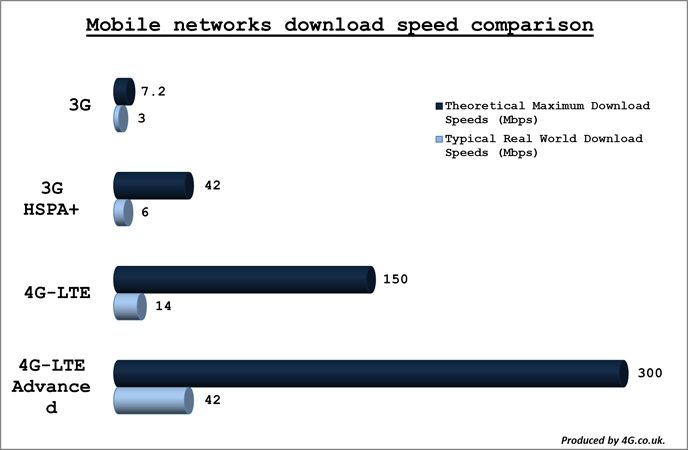 Mobile networks download speed comparison
3G
7.2
3
Theoretical Maximum Download
Speeds (Mbps)
Typical Real World Download
Speeds (Mbps)
3G
HSPA+
42
6
4G-LTE
150
14
4G-LTE
Advance
d
300
42
Produced by 4G.co.uk.